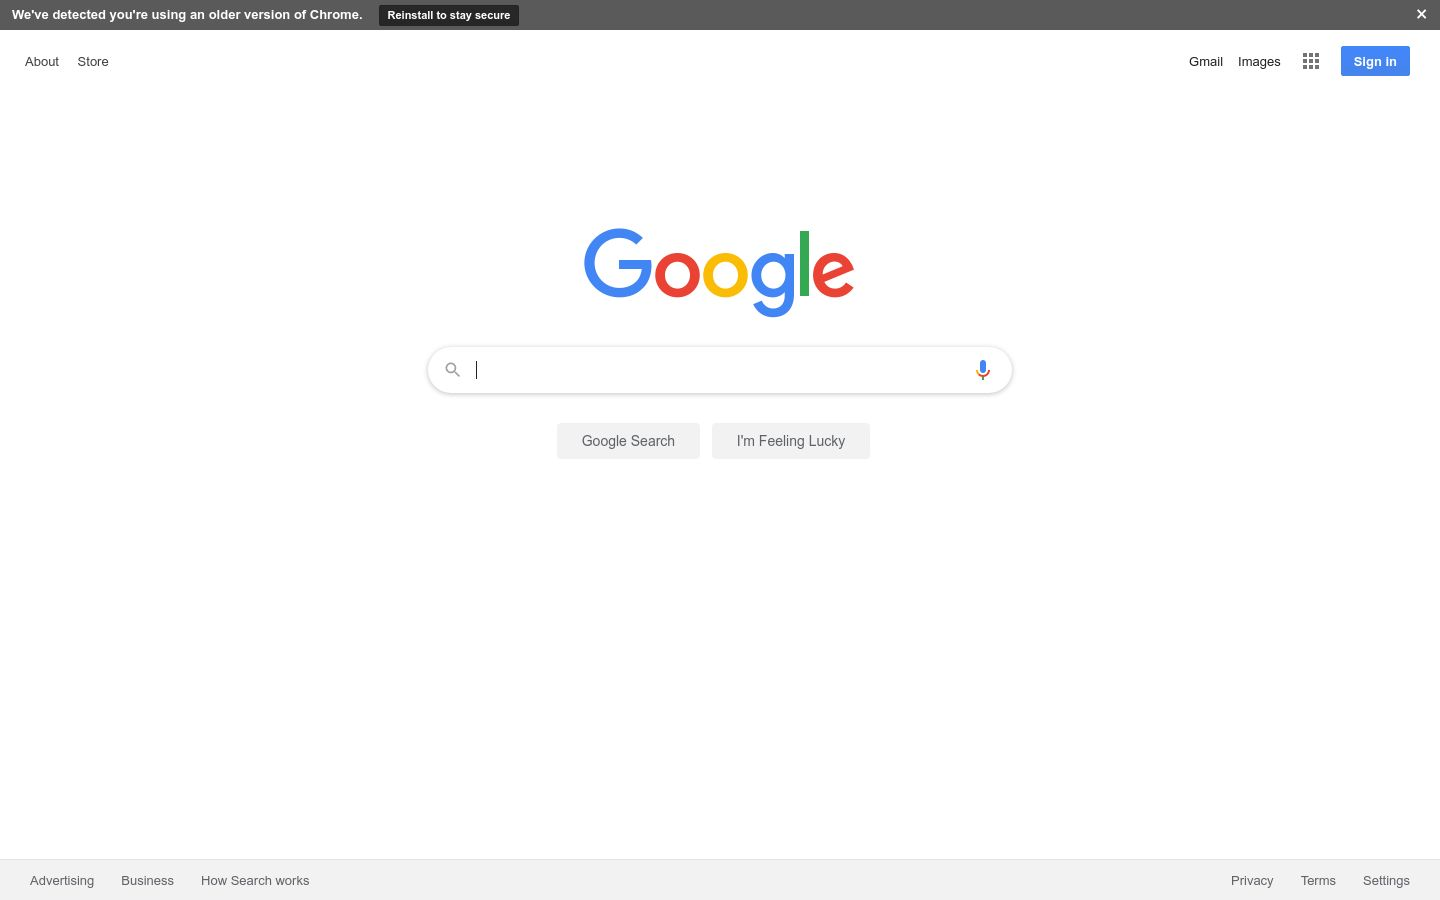 We've detected you're using an older version of Chrome. Reinstall to stay secure ×
About Store Gmail Images Sign in
Google
Google Search I'm Feeling Lucky
Advertising Business How Search works Privacy Terms Settings